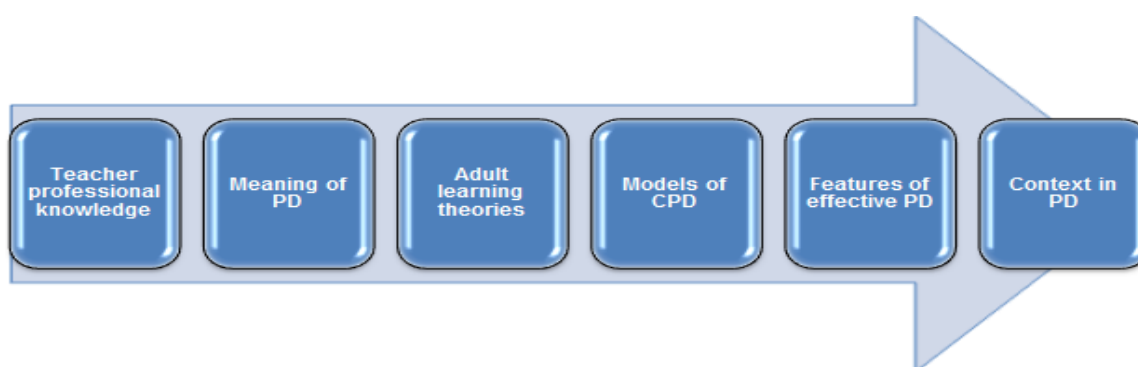 Teacher
professional
knowledge
Meaning of
PD
Adult
learning
theories
Models of
CPD
Features of
effective PD
Context in
PD